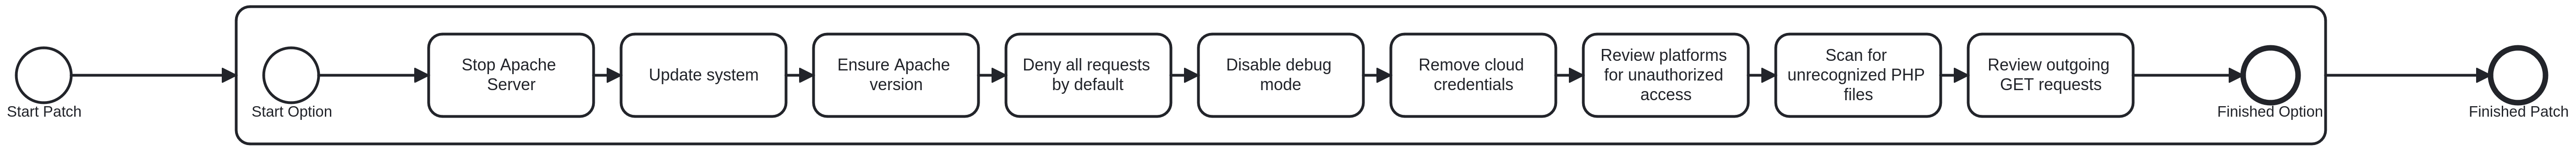 Start Patch
Start Option
Stop Apache
Server
Update system
Ensure Apache
version
Deny all requests
by default
Disable debug
mode
Remove cloud
credentials
Review platforms
for unauthorized
access
Scan for
unrecognized PHP
files
Review outgoing
GET requests
Finished Option
Finished Patch